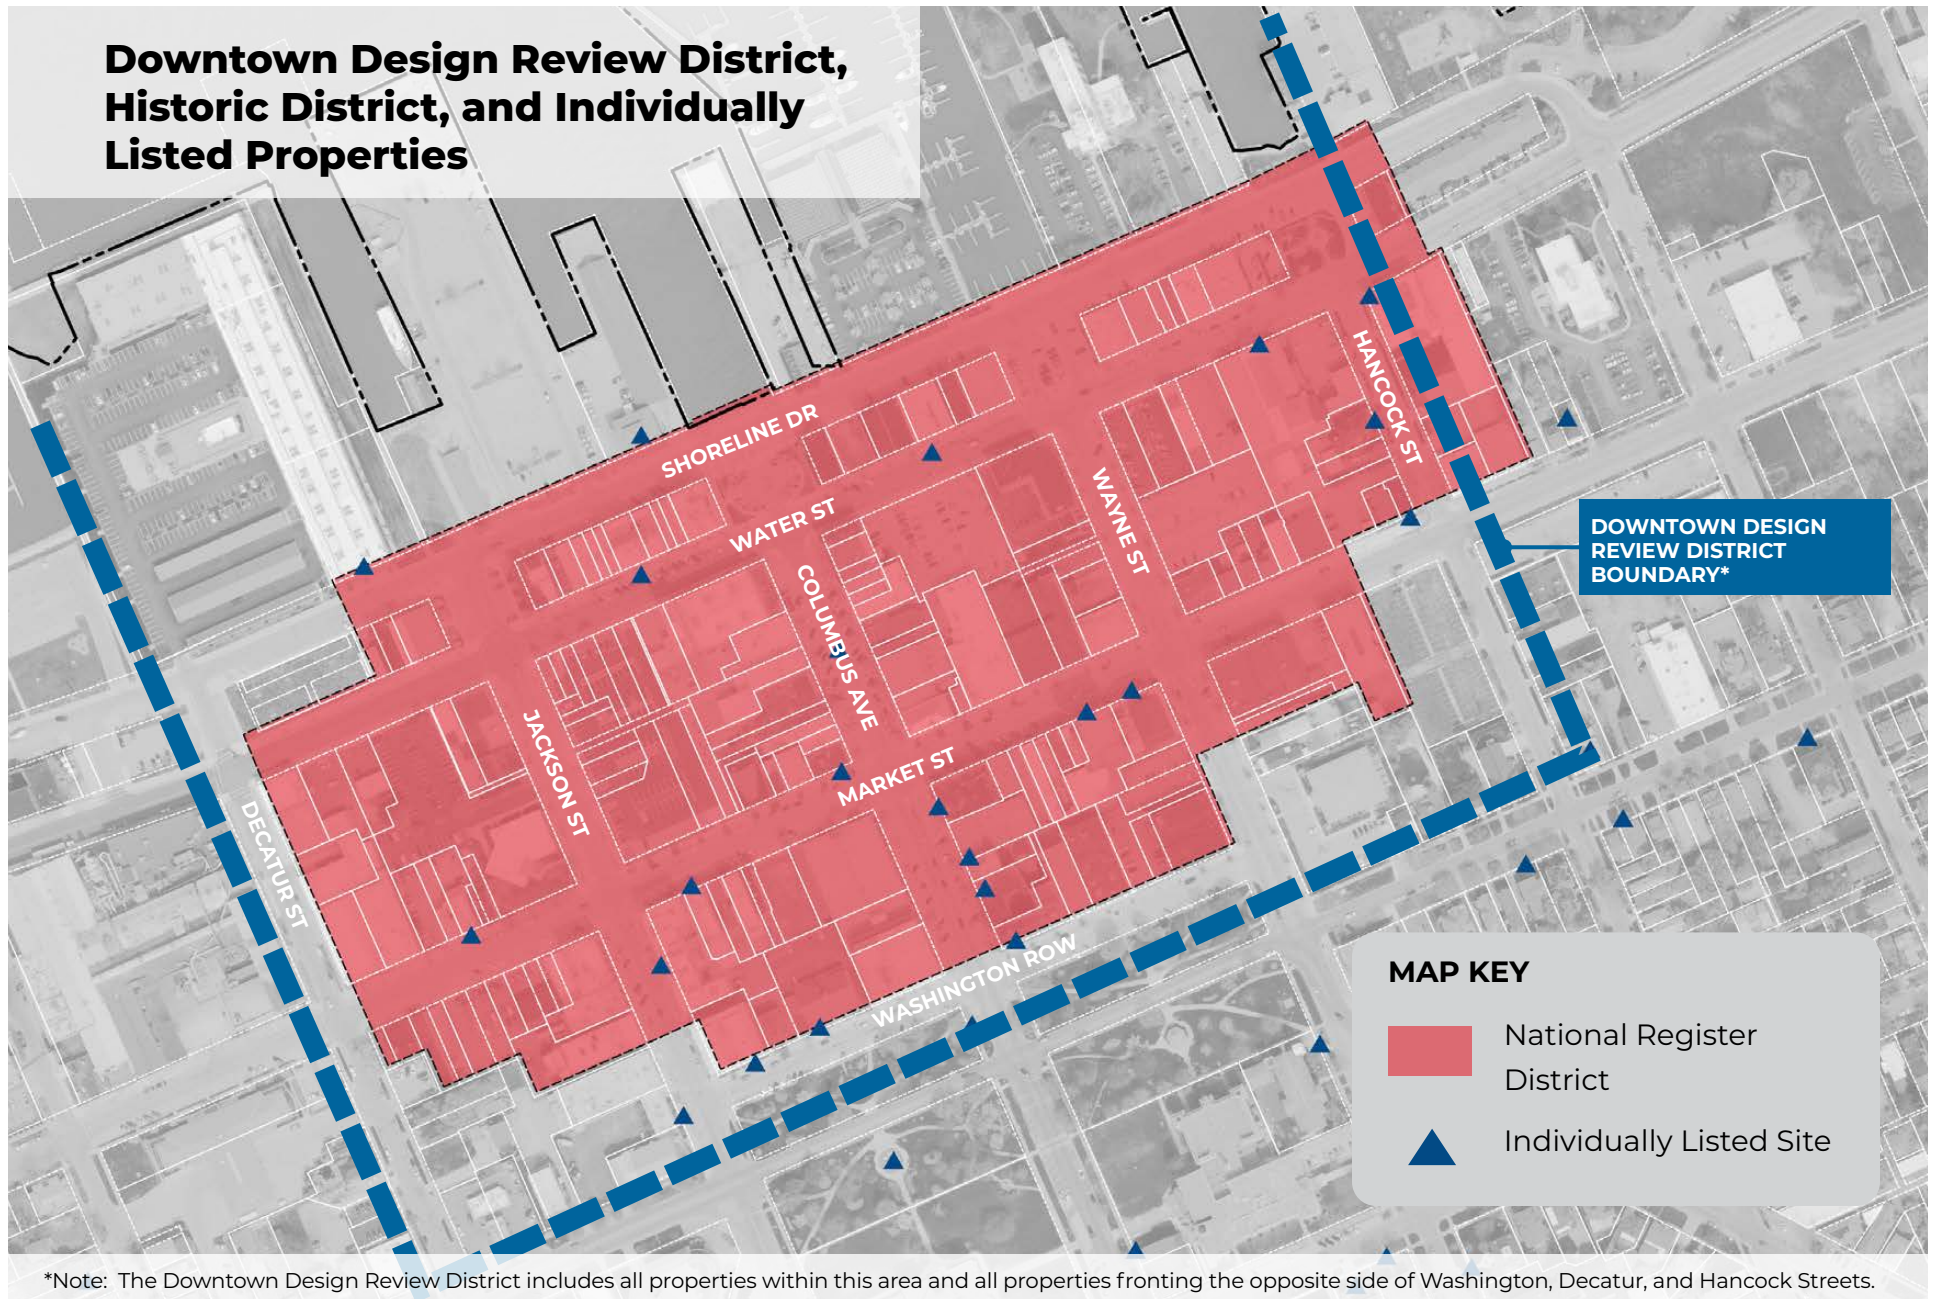 Downtown Design Review District,
Historic District, and Individually
Listed Properties
SHORELINE DR
WATER ST
HANCOCK ST
WAYNE ST
COLUMBUS AVE
JACKSON ST
MARKET ST
DECATUR ST
WASHINGTON ROW
DOWNTOWN DESIGN
REVIEW DISTRICT
BOUNDARY*
MAP KEY
National Register
District
Individually Listed Site
*Note: The Downtown Design Review District includes all properties within this area and all properties fronting the opposite side of Washington, Decatur, and Hancock Streets.